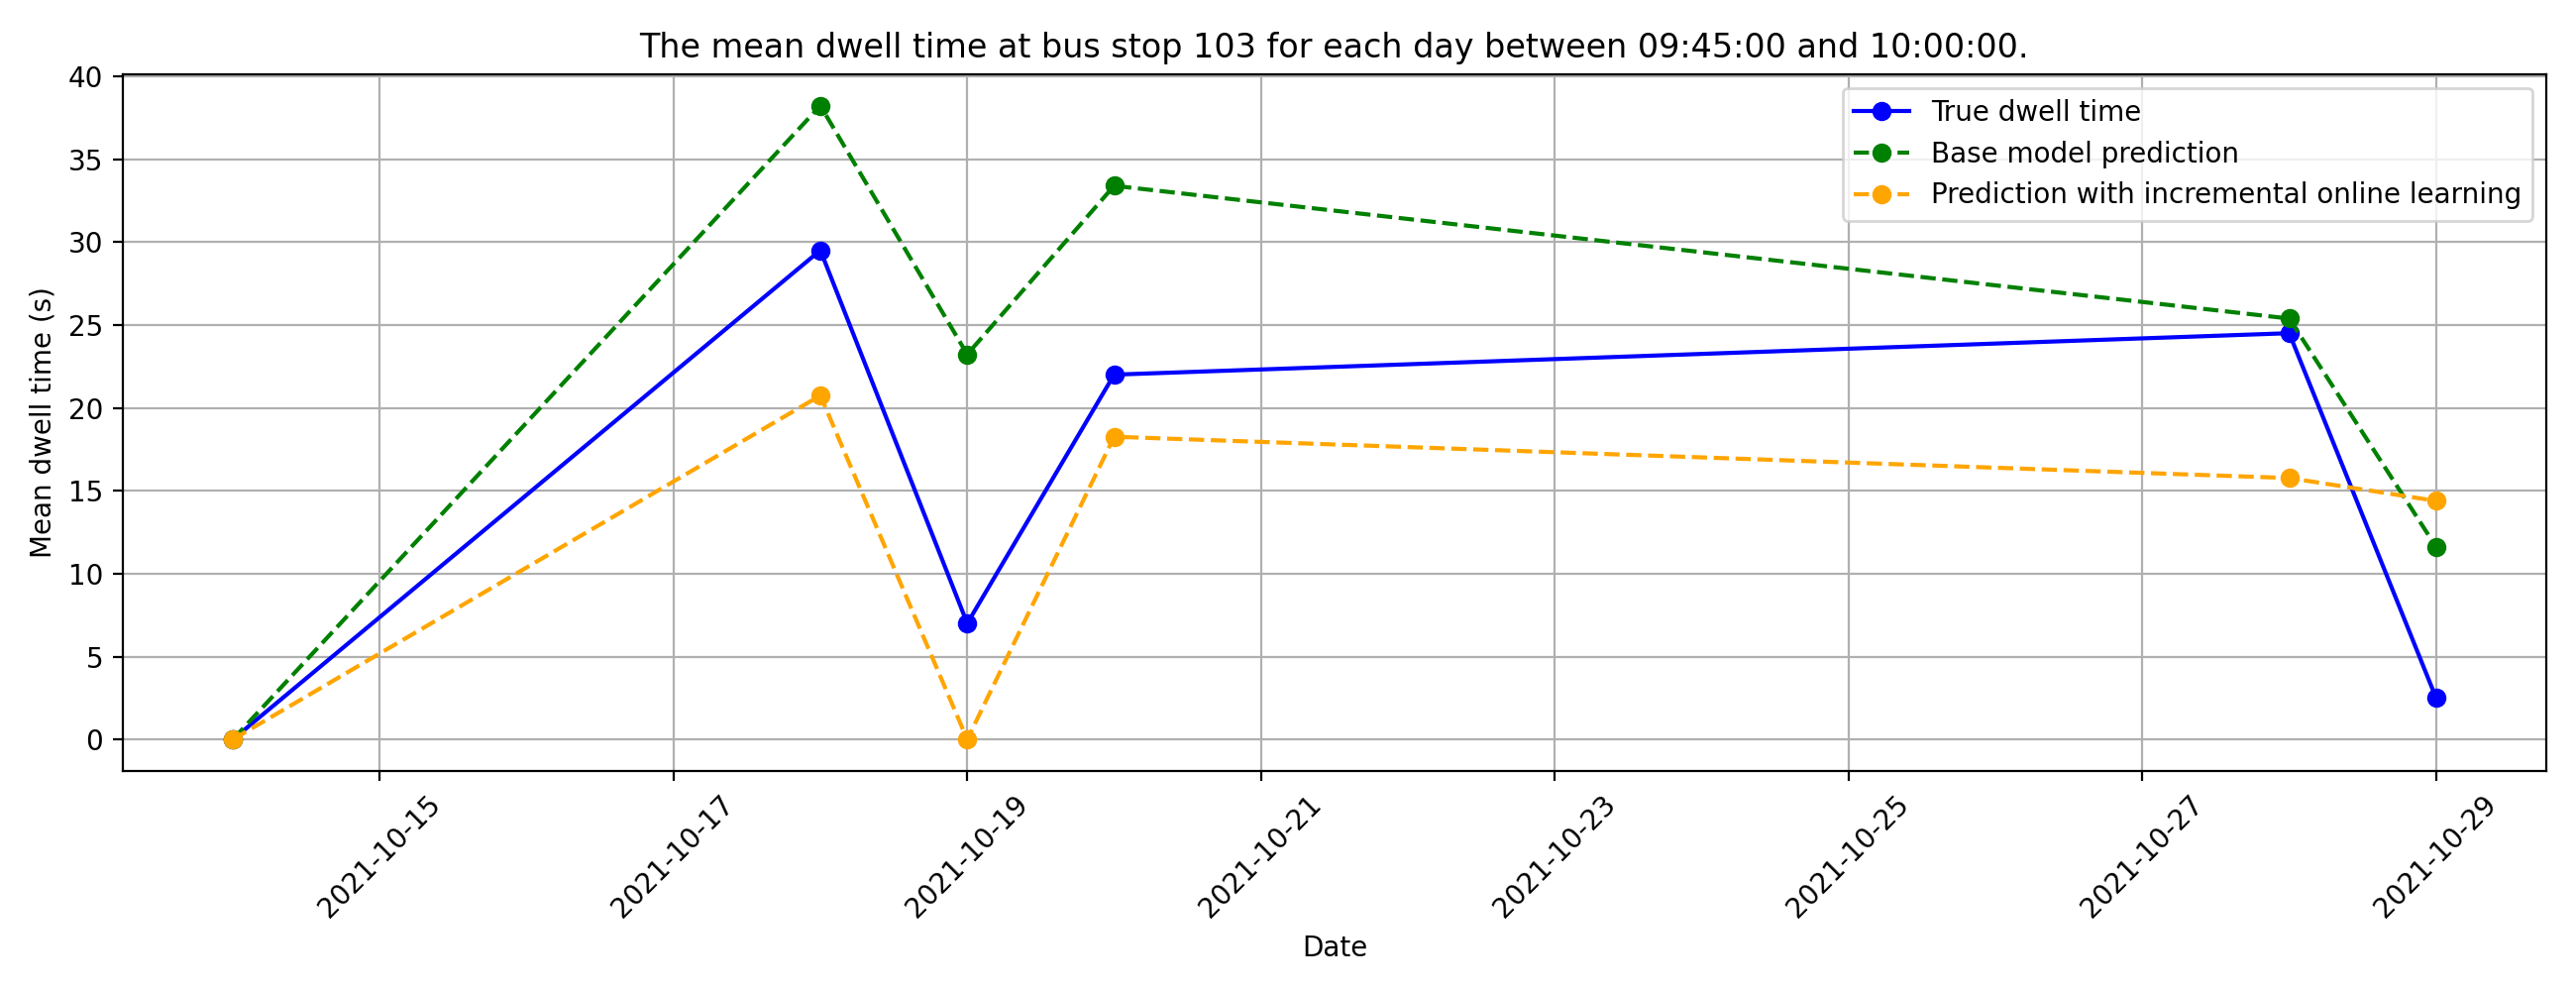 The mean dwell time at bus stop 103 for each day between 09:45:00 and 10:00:00.
True dwell time
Base model prediction
Prediction with incremental online learning
Mean dwell time (s)
40
35
30
25
20
15
10
5
0
2021-10-15
2021-10-17
2021-10-19
2021-10-21
2021-10-23
2021-10-25
2021-10-27
2021-10-29
Date